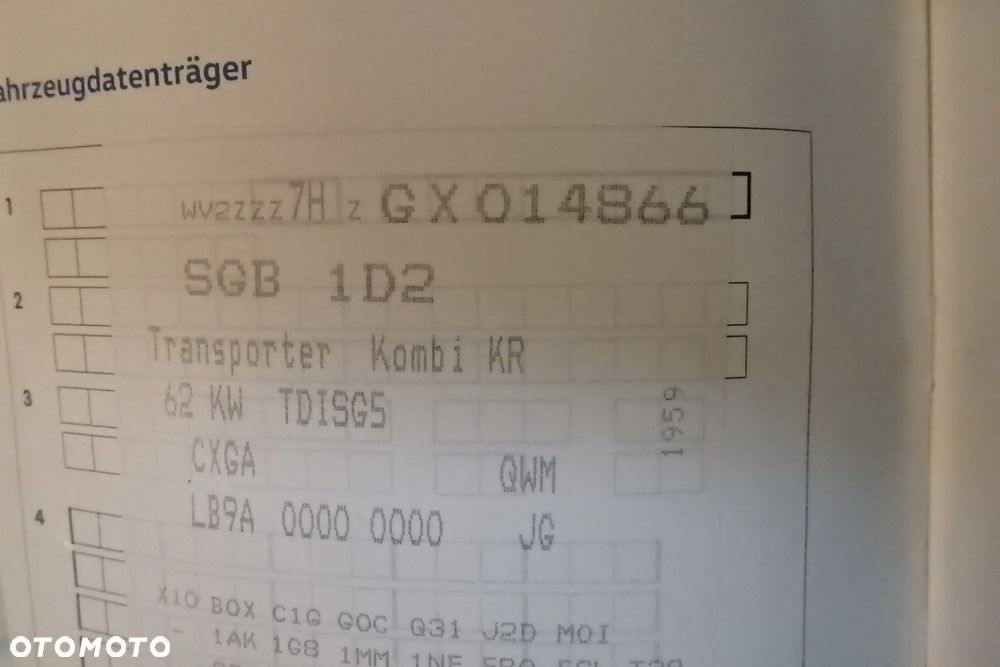 ahrzeugdatenträger
1 WV2ZZZ7H Z GX014866
SGB 1D2
2
Transporter Kombi KR
3 62 KW TDISG5 1959
CXGA QWM
4 LB9A 0000 0000 JG
X10 BOX C1G GOC Q31 J2D MOI
1AK 1G8 1MM 1NE
OTOMOTO